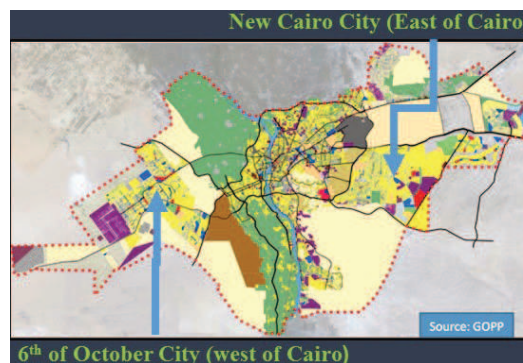 New Cairo City (East of Cairo
Source: GOPP
6th of October City (west of Cairo)